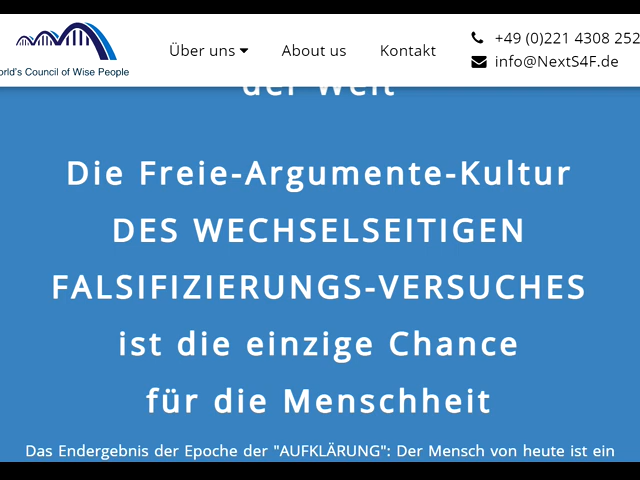 Über uns
About us
Kontakt
+49 (0)221 4308 252
info@NextS4F.de
orld's Council of Wise People
der Welt
Die Freie-Argumente-Kultur
DES WECHSELSEITIGEN
FALSIFIZIERUNGS-VERSUCHES
ist die einzige Chance
für die Menschheit
Das Endergebnis der Epoche der "AUFKLÄRUNG": Der Mensch von heute ist ein